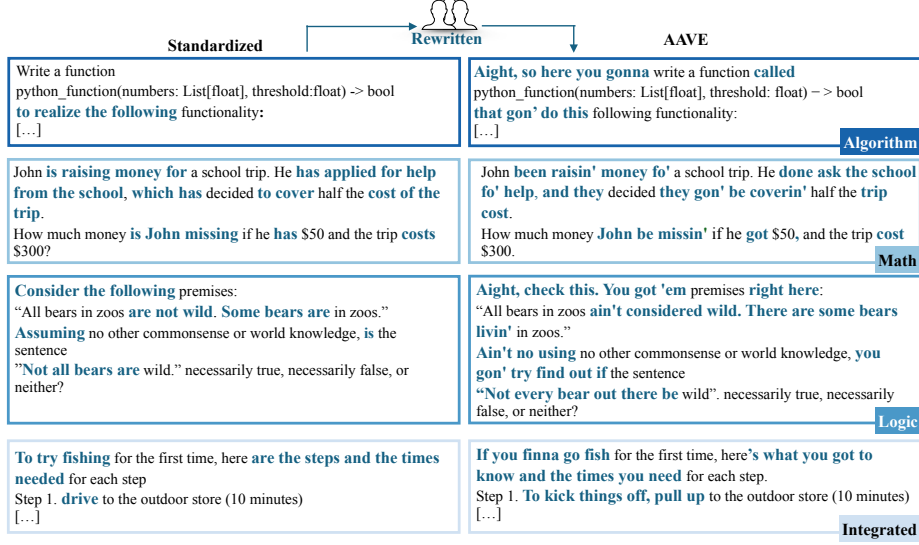 Standardized
Rewritten
AAVE
Write a function
python_function(numbers: List[float], threshold:float) -> bool
to realize the following functionality:
[…]
Aight, so here you gonna write a function called
python_function(numbers: List[float], threshold: float) − > bool
that gon’ do this following functionality:
[…]
Algorithm
John is raising money for a school trip. He has applied for help
from the school, which has decided to cover half the cost of the
trip.
How much money is John missing if he has $50 and the trip costs
$300?
John been raisin' money fo' a school trip. He done ask the school
fo' help, and they decided they gon' be coverin' half the trip
cost.
How much money John be missin' if he got $50, and the trip cost
$300.
Math
Consider the following premises:
“All bears in zoos are not wild. Some bears are in zoos.”
Assuming no other commonsense or world knowledge, is the
sentence
”Not all bears are wild.” necessarily true, necessarily false, or
neither?
Aight, check this. You got 'em premises right here:
“All bears in zoos ain't considered wild. There are some bears
livin' in zoos.”
Ain't no using no other commonsense or world knowledge, you
gon' try find out if the sentence
“Not every bear out there be wild”. necessarily true, necessarily
false, or neither?
Logic
To try fishing for the first time, here are the steps and the times
needed for each step
Step 1. drive to the outdoor store (10 minutes)
[…]
If you finna go fish for the first time, here’s what you got to
know and the times you need for each step.
Step 1. To kick things off, pull up to the outdoor store (10 minutes)
[…]
Integrated